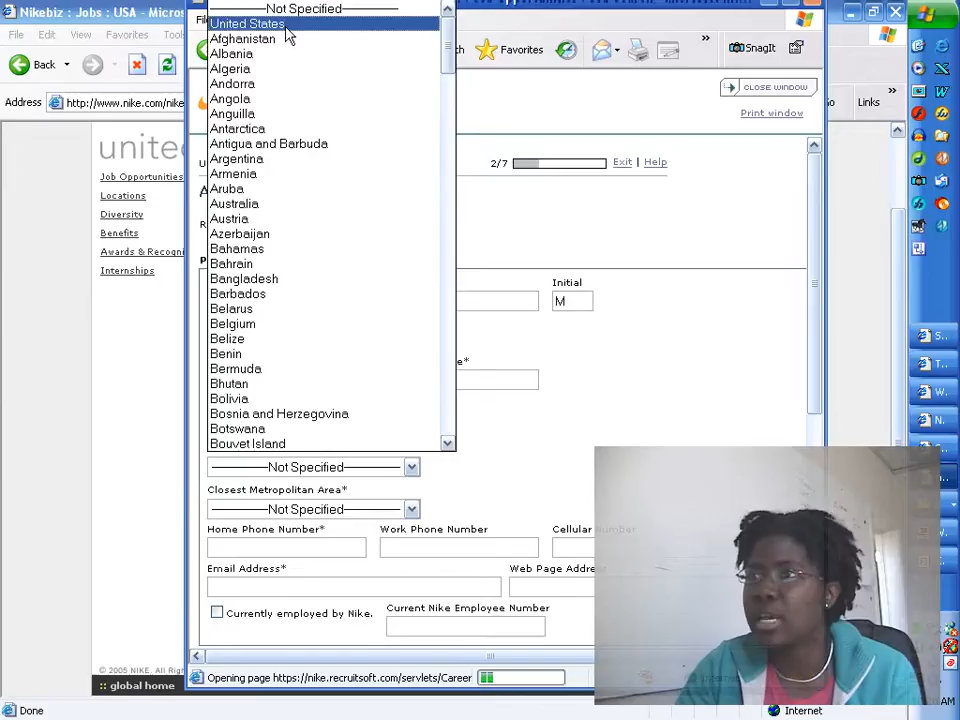 Nikebiz : Jobs : USA - Micros
File
Edit
View
Favorites
Back
Address
http://www.nike.com/nike
Links
Favorites
SnagIt
CLOSE WINDOW
Print window
2/7
Exit | Help
united
Job Opportunities
Locations
Diversity
Benefits
Awards & Recogni
Internships
Not Specified
United States
Afghanistan
Albania
Algeria
Andorra
Angola
Anguilla
Antarctica
Antigua and Barbuda
Argentina
Armenia
Aruba
Australia
Austria
Azerbaijan
Bahamas
Bahrain
Bangladesh
Barbados
Belarus
Belgium
Belize
Benin
Bermuda
Bhutan
Bolivia
Bosnia and Herzegovina
Botswana
Bouvet Island
Initial
M
Not Specified
Closest Metropolitan Area*
Not Specified
Home Phone Number*
Work Phone Number
Cellular Number
Email Address*
Web Page Addre
Currently employed by Nike.
Current Nike Employee Number
© 2005 NIKE. All Rig
:: global home
Opening page https://nike.recruitsoft.com/servlets/Career
Done
Internet